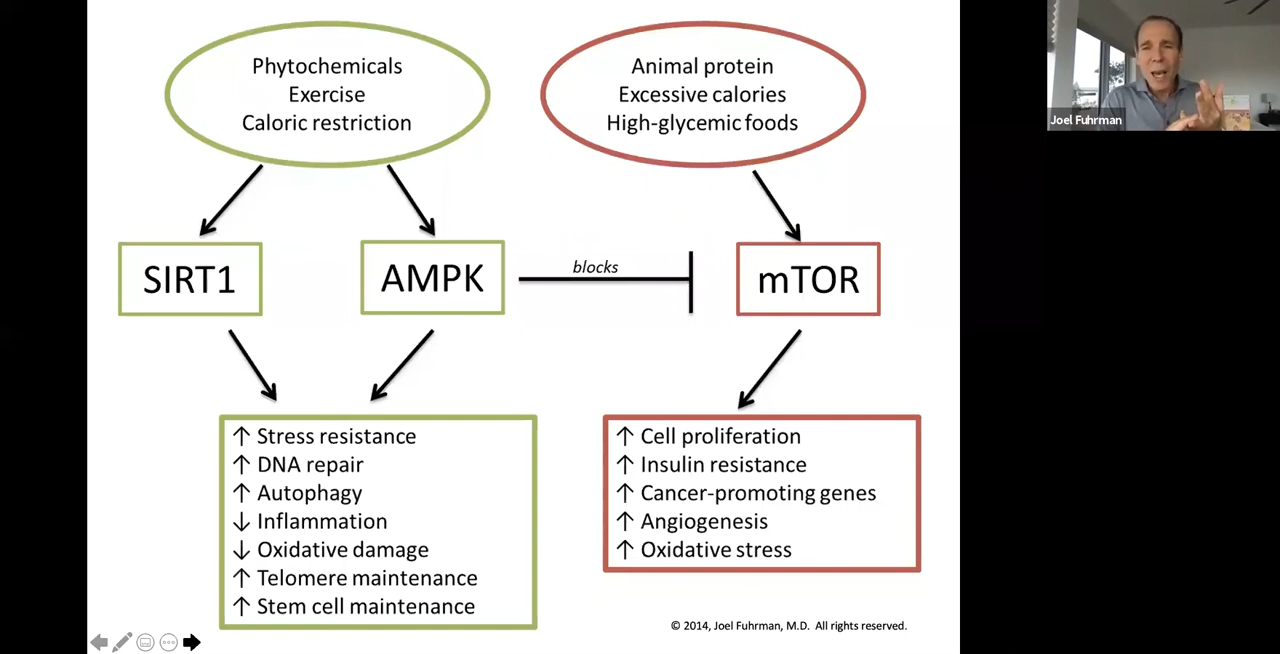 Phytochemicals
Exercise
Caloric restriction
Animal protein
Excessive calories
High-glycemic foods
Joel Fuhrman
SIRT1
AMPK
blocks
mTOR
↑ Stress resistance
↑ DNA repair
↑ Autophagy
↓ Inflammation
↓ Oxidative damage
↑ Telomere maintenance
↑ Stem cell maintenance
↑ Cell proliferation
↑ Insulin resistance
↑ Cancer-promoting genes
↑ Angiogenesis
↑ Oxidative stress
© 2014, Joel Fuhrman, M.D. All rights reserved.